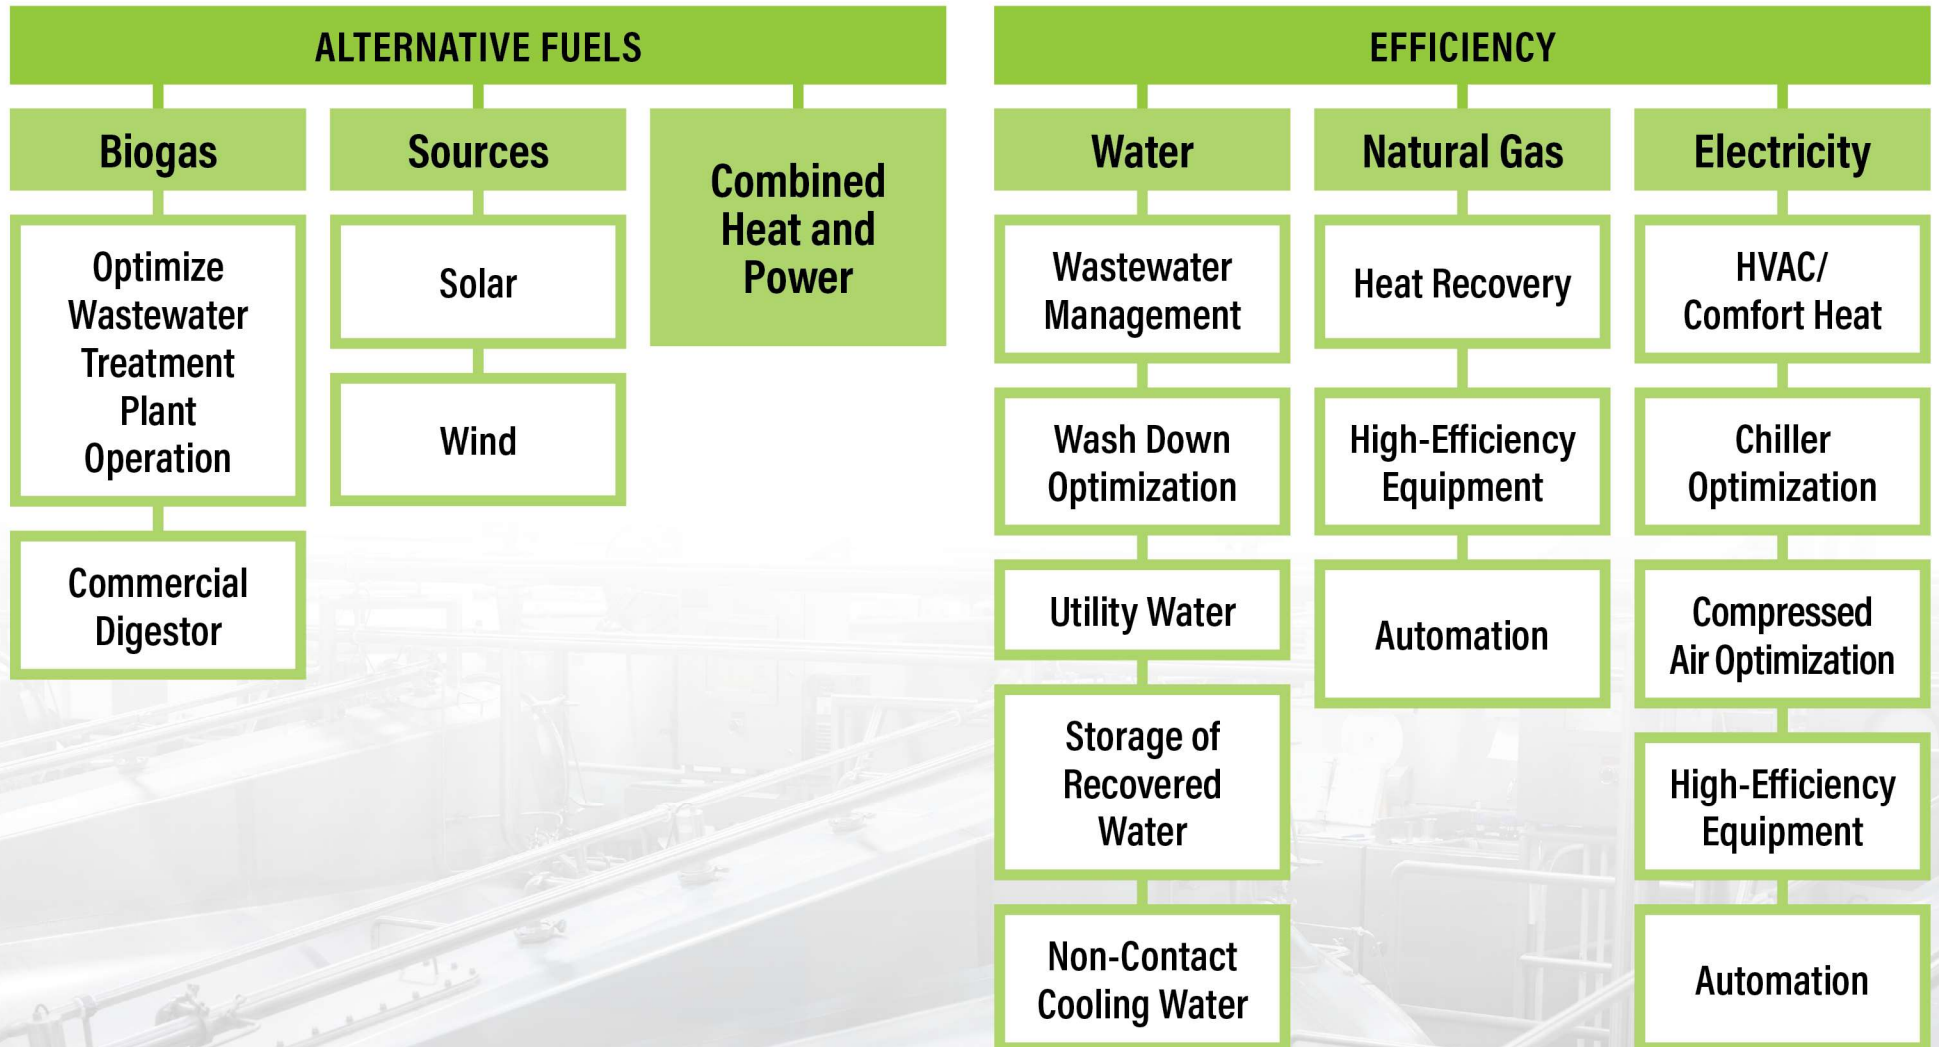 ALTERNATIVE FUELS
Biogas
Optimize
Wastewater
Treatment
Plant
Operation
Commercial
Digestor
Sources
Solar
Wind
Combined
Heat and
Power
EFFICIENCY
Water
Wastewater
Management
Wash Down
Optimization
Utility Water
Storage of
Recovered
Water
Non-Contact
Cooling Water
Natural Gas
Heat Recovery
High-Efficiency
Equipment
Automation
Electricity
HVAC/
Comfort Heat
Chiller
Optimization
Compressed
Air Optimization
High-Efficiency
Equipment
Automation